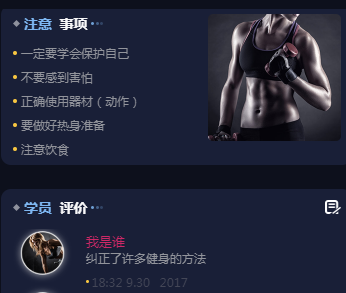 注意 事项
一定要学会保护自己
不要感到害怕
正确使用器材（动作）
要做好热身准备
注意饮食
学员 评价
我是谁
纠正了许多健身的方法
18:32 9.30 2017